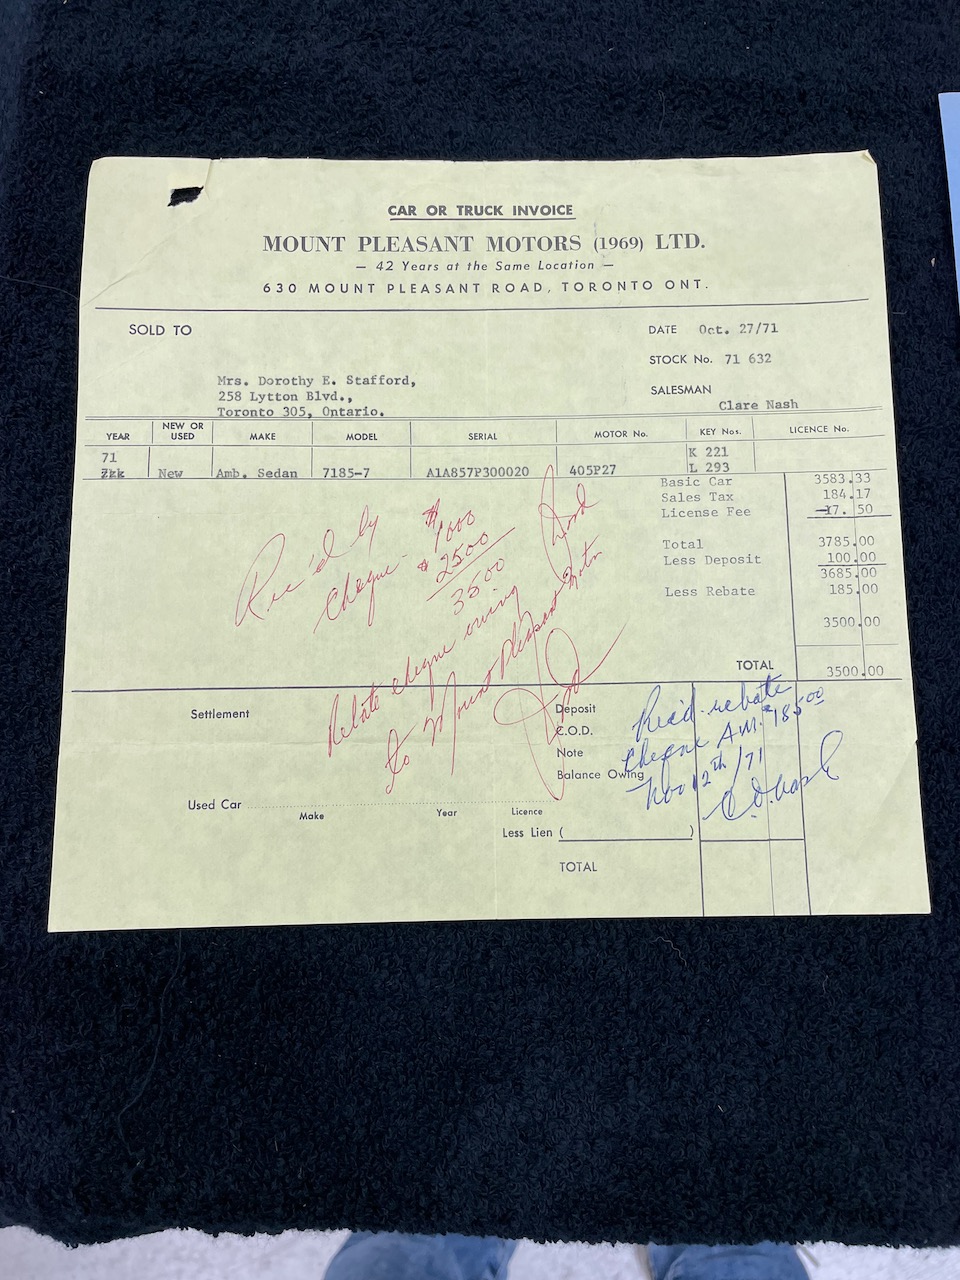 CAR OR TRUCK INVOICE
MOUNT PLEASANT MOTORS (1969) LTD.
— 42 Years at the Same Location —
630 MOUNT PLEASANT ROAD, TORONTO ONT.
SOLD TO
DATE Oct. 27/71
STOCK No. 71 632
SALESMAN
Clare Nash
Mrs. Dorothy E. Stafford,
258 Lytton Blvd.,
Toronto 305, Ontario.
YEAR NEW OR USED MAKE MODEL SERIAL MOTOR No. KEY Nos. LICENCE No.
71 K 221
New Amb. Sedan 7185-7 A1A857P300020 405P27 L 293
Basic Car 3583.33
Sales Tax 184.17
License Fee 17.50
Total 3785.00
Less Deposit 100.00
3685.00
Less Rebate 185.00
3500.00
TOTAL 3500.00
Rec'd by
cheque $1000
$2500
3500
Rebate cheque owing
to Mount Pleasant Motors
Settlement
Deposit
C.O.D.
Note
Balance Owing
Rec'd rebate
cheque A.M. $185.00
Nov 12th /71
Used Car
Make Year Licence
Less Lien ( )
TOTAL